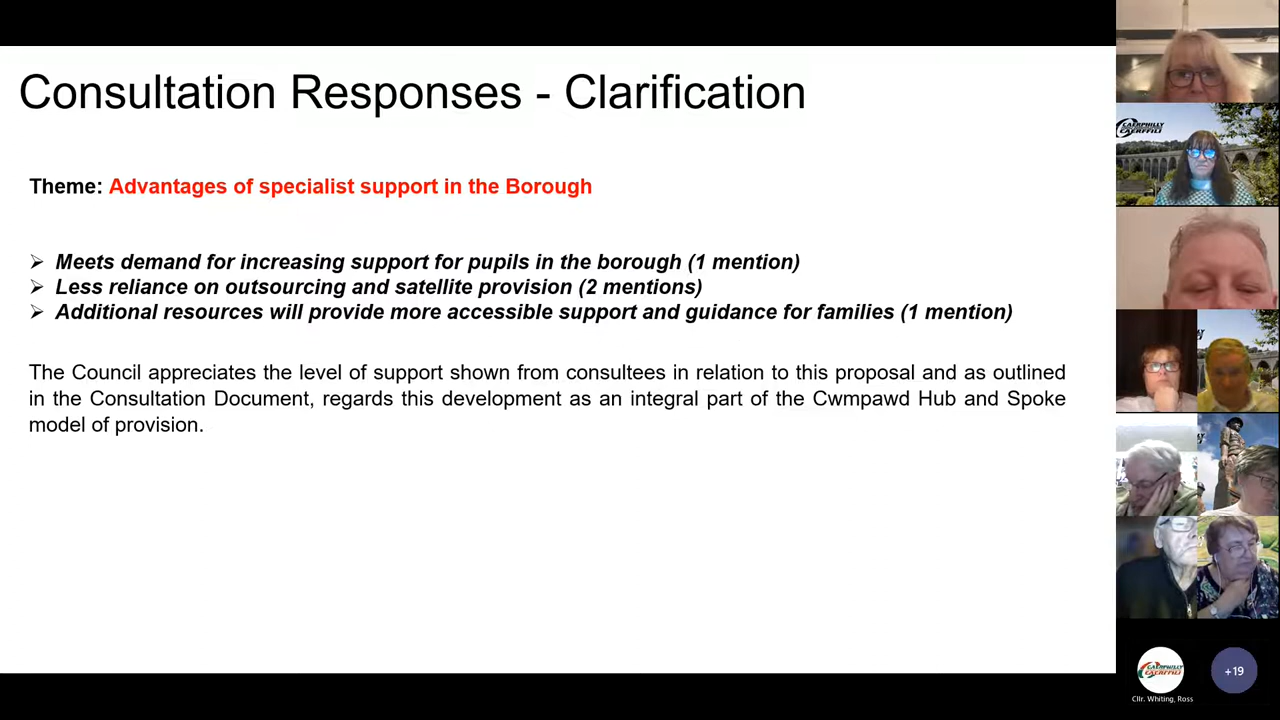 Consultation Responses - Clarification
Theme: Advantages of specialist support in the Borough
➢ Meets demand for increasing support for pupils in the borough (1 mention)
➢ Less reliance on outsourcing and satellite provision (2 mentions)
➢ Additional resources will provide more accessible support and guidance for families (1 mention)
The Council appreciates the level of support shown from consultees in relation to this proposal and as outlined
in the Consultation Document, regards this development as an integral part of the Cwmpawd Hub and Spoke
model of provision.
CAERPHILLY
CAERFFILI
CAERPHILLY
CAERFFILI
+19
Cllr. Whiting, Ross